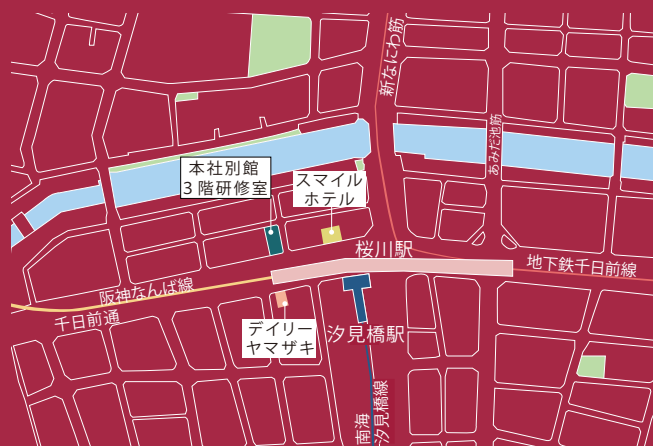 新なにわ筋
あみだ池筋
本社別館
3階研修室
スマイル
ホテル
桜川駅
地下鉄千日前線
阪神なんば線
千日前通
デイリー
ヤマザキ
汐見橋駅
南海
汐見橋線